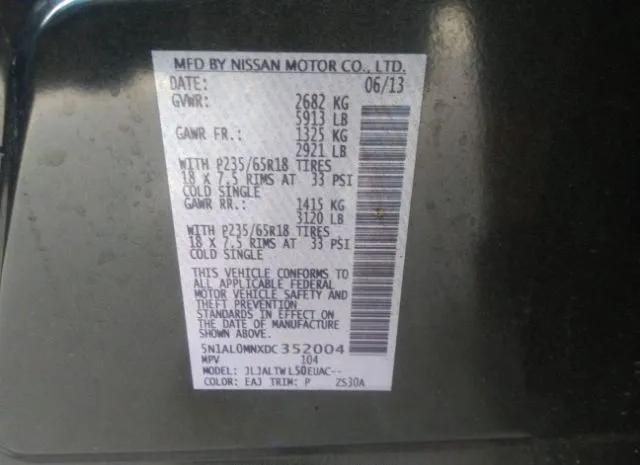 MFD BY NISSAN MOTOR CO., LTD.
DATE: 06/13
GVWR: 2682 KG
5913 LB
GAWR FR.: 1325 KG
2921 LB
WITH P235/65R18 TIRES
18 X 7.5 RIMS AT 33 PSI
COLD SINGLE
GAWR RR.: 1415 KG
3120 LB
WITH P235/65R18 TIRES
18 X 7.5 RIMS AT 33 PSI
COLD SINGLE
THIS VEHICLE CONFORMS TO
ALL APPLICABLE FEDERAL
MOTOR VEHICLE SAFETY AND
THEFT PREVENTION
STANDARDS IN EFFECT ON
THE DATE OF MANUFACTURE
SHOWN ABOVE.
5N1AL0MNXDC352004
MPV 104
MODEL: JLJALTWL50EUAC--
COLOR: EAJ TRIM: P ZS30A